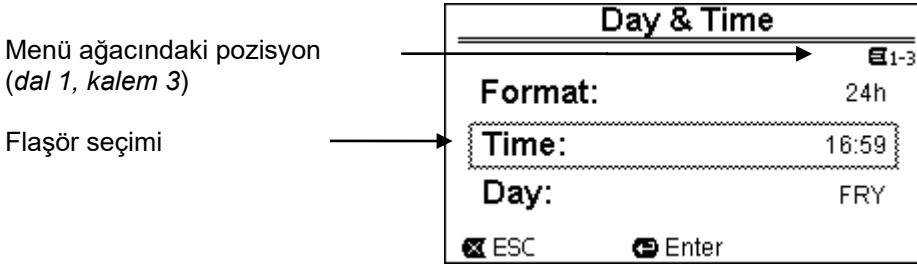 Day & Time
Menü ağacındaki pozisyon
(dal 1, kalem 3)
1-3
Format: 24h
Flaşör seçimi
Time: 16:59
Day: FRY
ESC Enter